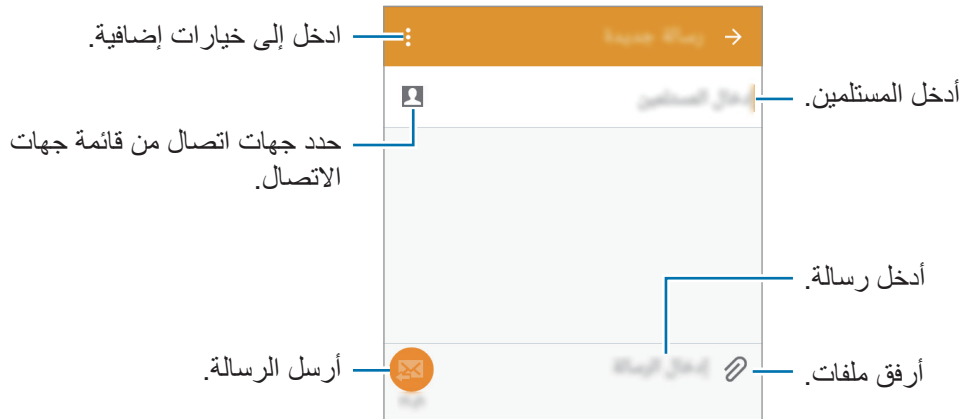 ادخل إلى خيارات إضافية.
أدخل المستلمين.
حدد جهات اتصال من قائمة جهات
الاتصال.
أدخل رسالة.
أرسل الرسالة.
أرفق ملفات.